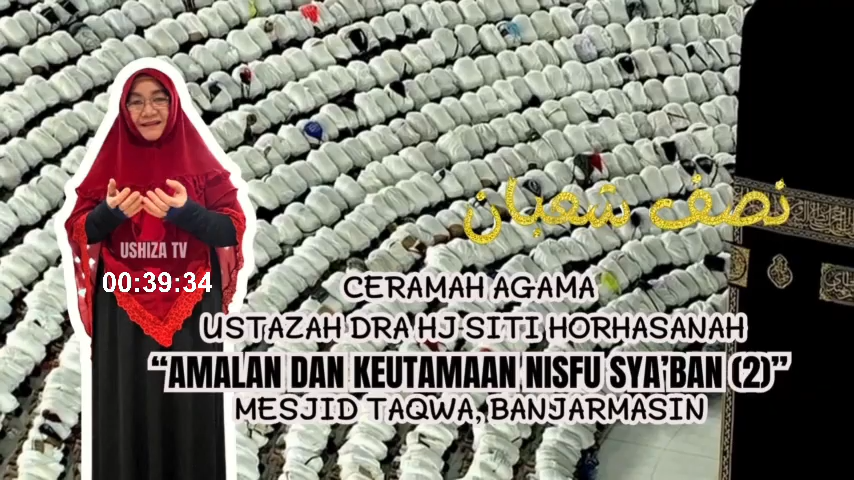 نصف شعبان
USHIZA TV
00:39:34
CERAMAH AGAMA
USTAZAH DRA HJ SITI HORHASANAH
“AMALAN DAN KEUTAMAAN NISFU SYA’BAN (2)”
MESJID TAQWA, BANJARMASIN